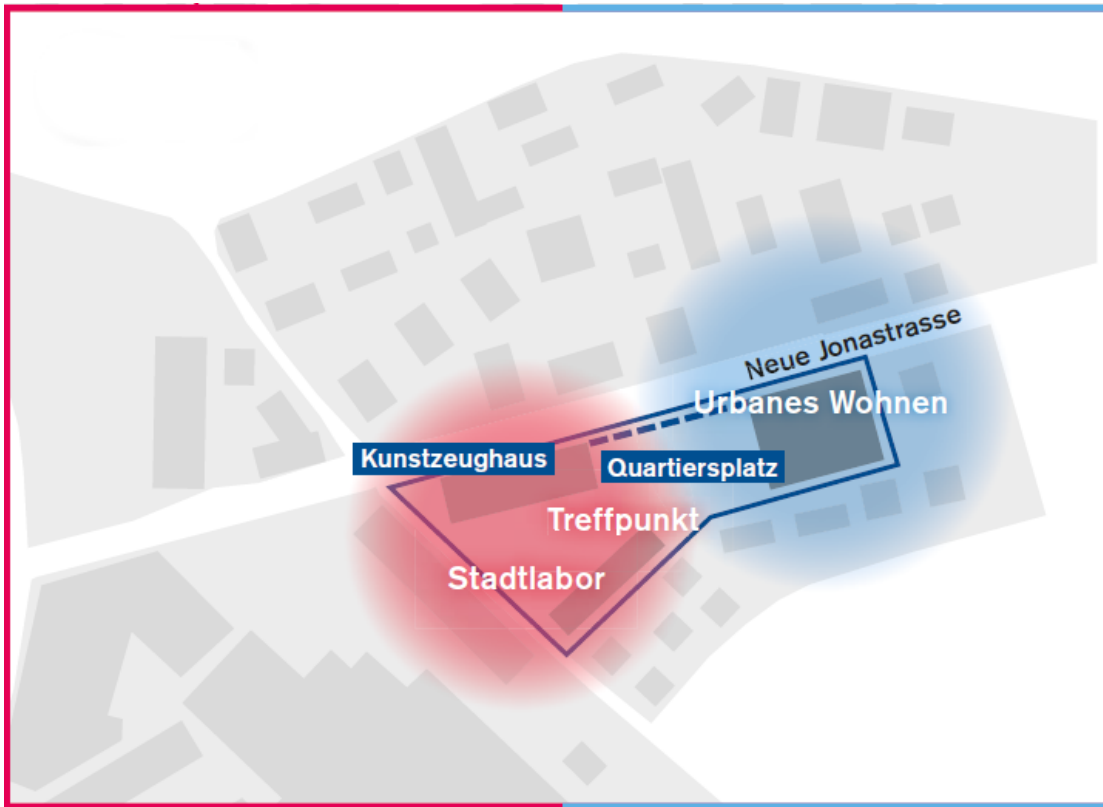 Neue Jonastrasse
Urbanes Wohnen
Kunstzeughaus
Quartiersplatz
Treffpunkt
Stadtlabor